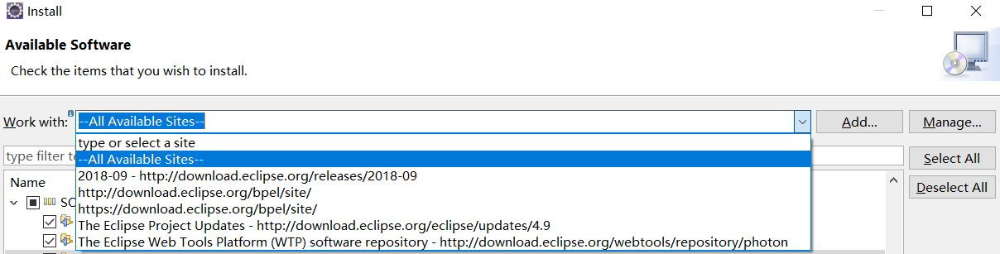 Install
Available Software
Check the items that you wish to install.
Work with: --All Available Sites-- Add... Manage...
type or select a site
type filter te
--All Available Sites-- Select All
2018-09 - http://download.eclipse.org/releases/2018-09
Name
http://download.eclipse.org/bpel/site/ Deselect All
SO
https://download.eclipse.org/bpel/site/
The Eclipse Project Updates - http://download.eclipse.org/eclipse/updates/4.9
The Eclipse Web Tools Platform (WTP) software repository - http://download.eclipse.org/webtools/repository/photon